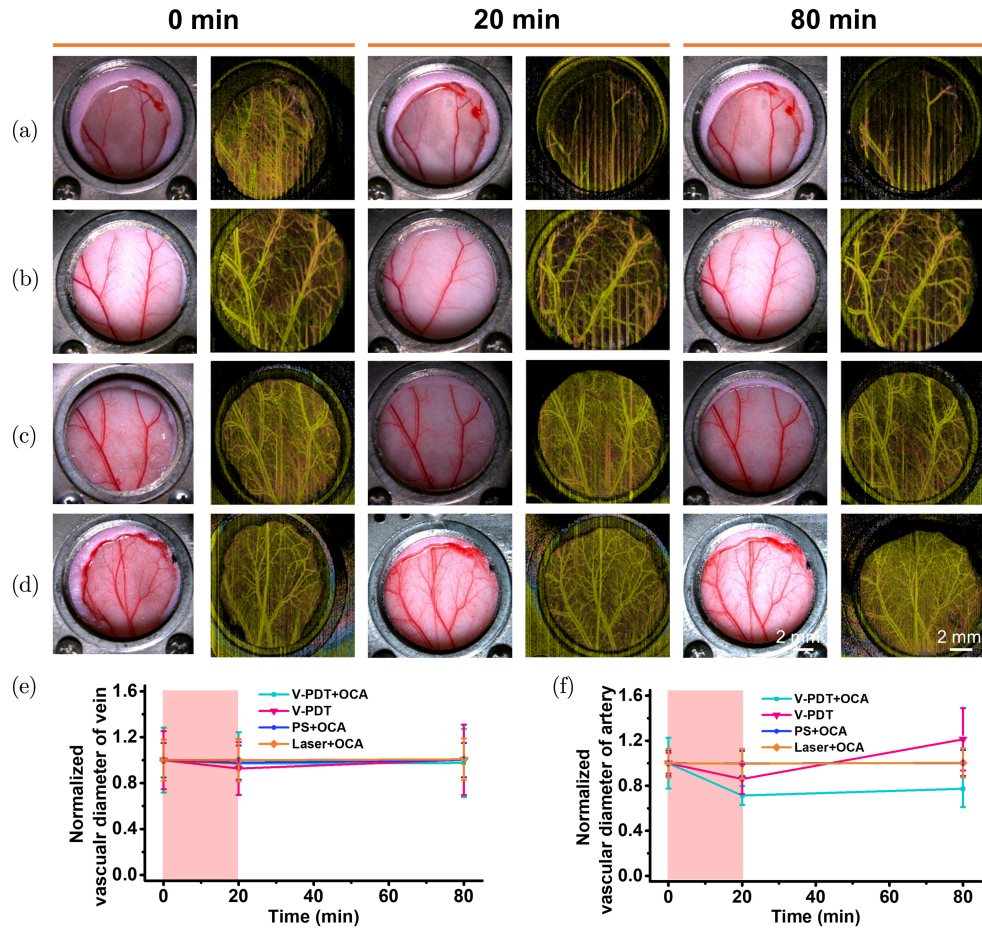 0 min 20 min 80 min
(a)
(b)
(c)
(d)
2 mm 2 mm
(e)
1.6
1.2
0.8
0.4
0.0
0 20 40 60 80
Time (min)
Normalized
vascualr diameter of vein
V-PDT+OCA
V-PDT
PS+OCA
Laser+OCA
(f)
1.6
1.2
0.8
0.4
0.0
0 20 40 60 80
Time (min)
Normalized
vascular diameter of artery
V-PDT+OCA
V-PDT
PS+OCA
Laser+OCA